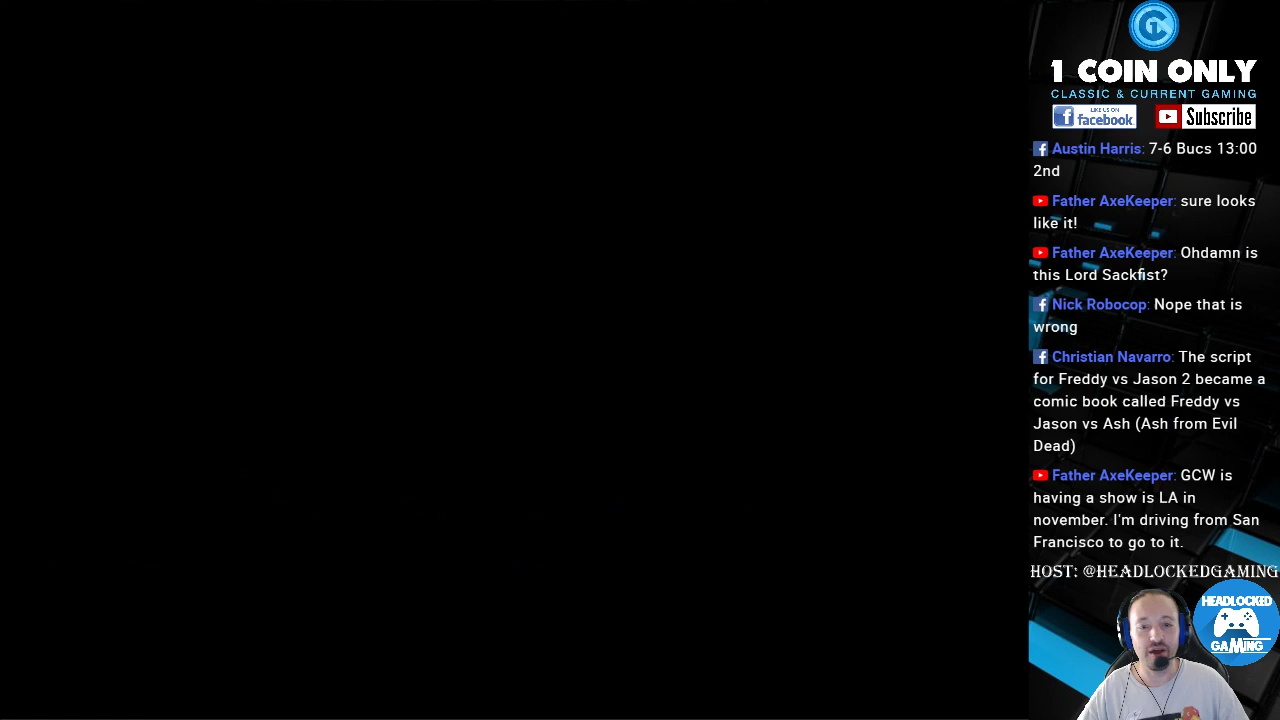 1 COIN ONLY
CLASSIC & CURRENT GAMING
LIKE US ON
facebook.
Subscribe
Austin Harris: 7-6 Bucs 13:00
2nd
Father AxeKeeper: sure looks
like it!
Father AxeKeeper: Ohdamn is
this Lord Sackfist?
Nick Robocop: Nope that is
wrong
Christian Navarro: The script
for Freddy vs Jason 2 became a
comic book called Freddy vs
Jason vs Ash (Ash from Evil
Dead)
Father AxeKeeper: GCW is
having a show is LA in
november. I'm driving from San
Francisco to go to it.
HOST: @HEADLOCKEDGAMING
HEADLOCKED
GAMING